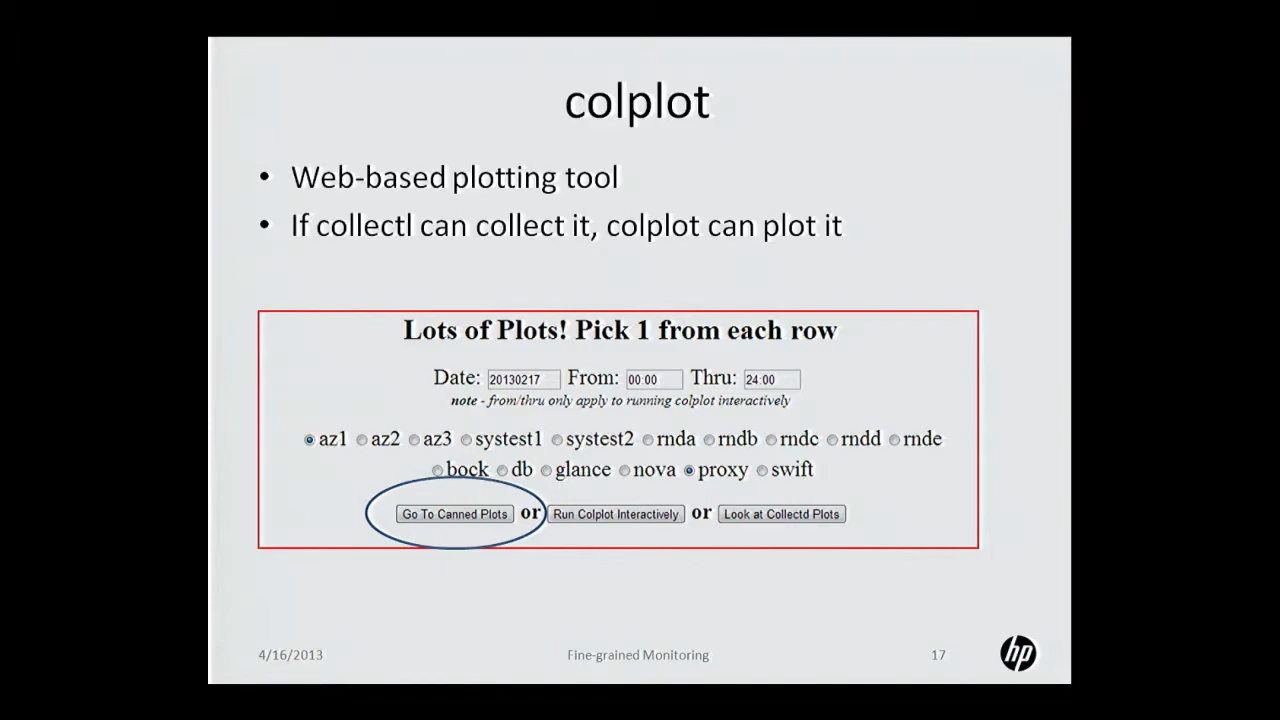 colplot
• Web-based plotting tool
• If collectl can collect it, colplot can plot it
Lots of Plots! Pick 1 from each row
Date: 20130217 From: 00:00 Thru: 24:00
note - from/thru only apply to running colplot interactively
az1 az2 az3 systest1 systest2 rnda rndb rndc rndd rnde
bock db glance nova proxy swift
Go To Canned Plots or Run Colplot Interactively or Look at Collectd Plots
4/16/2013 Fine-grained Monitoring 17 hp